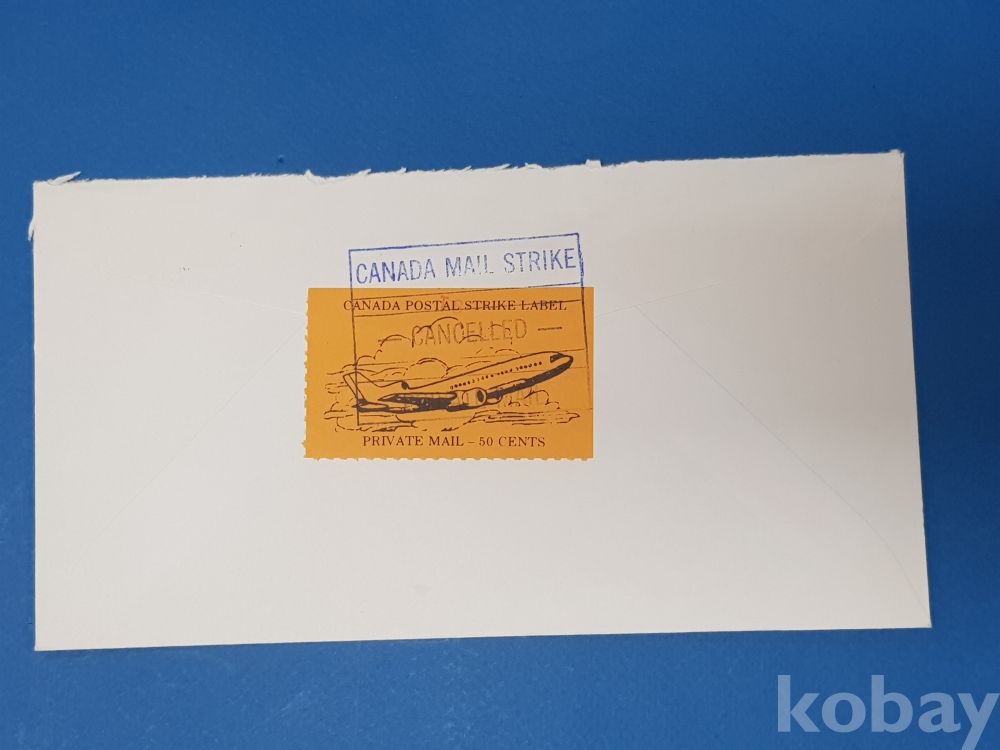 CANADA MAIL STRIKE
CANADA POSTAL STRIKE LABEL
— CANCELLED —
PRIVATE MAIL – 50 CENTS
kobay